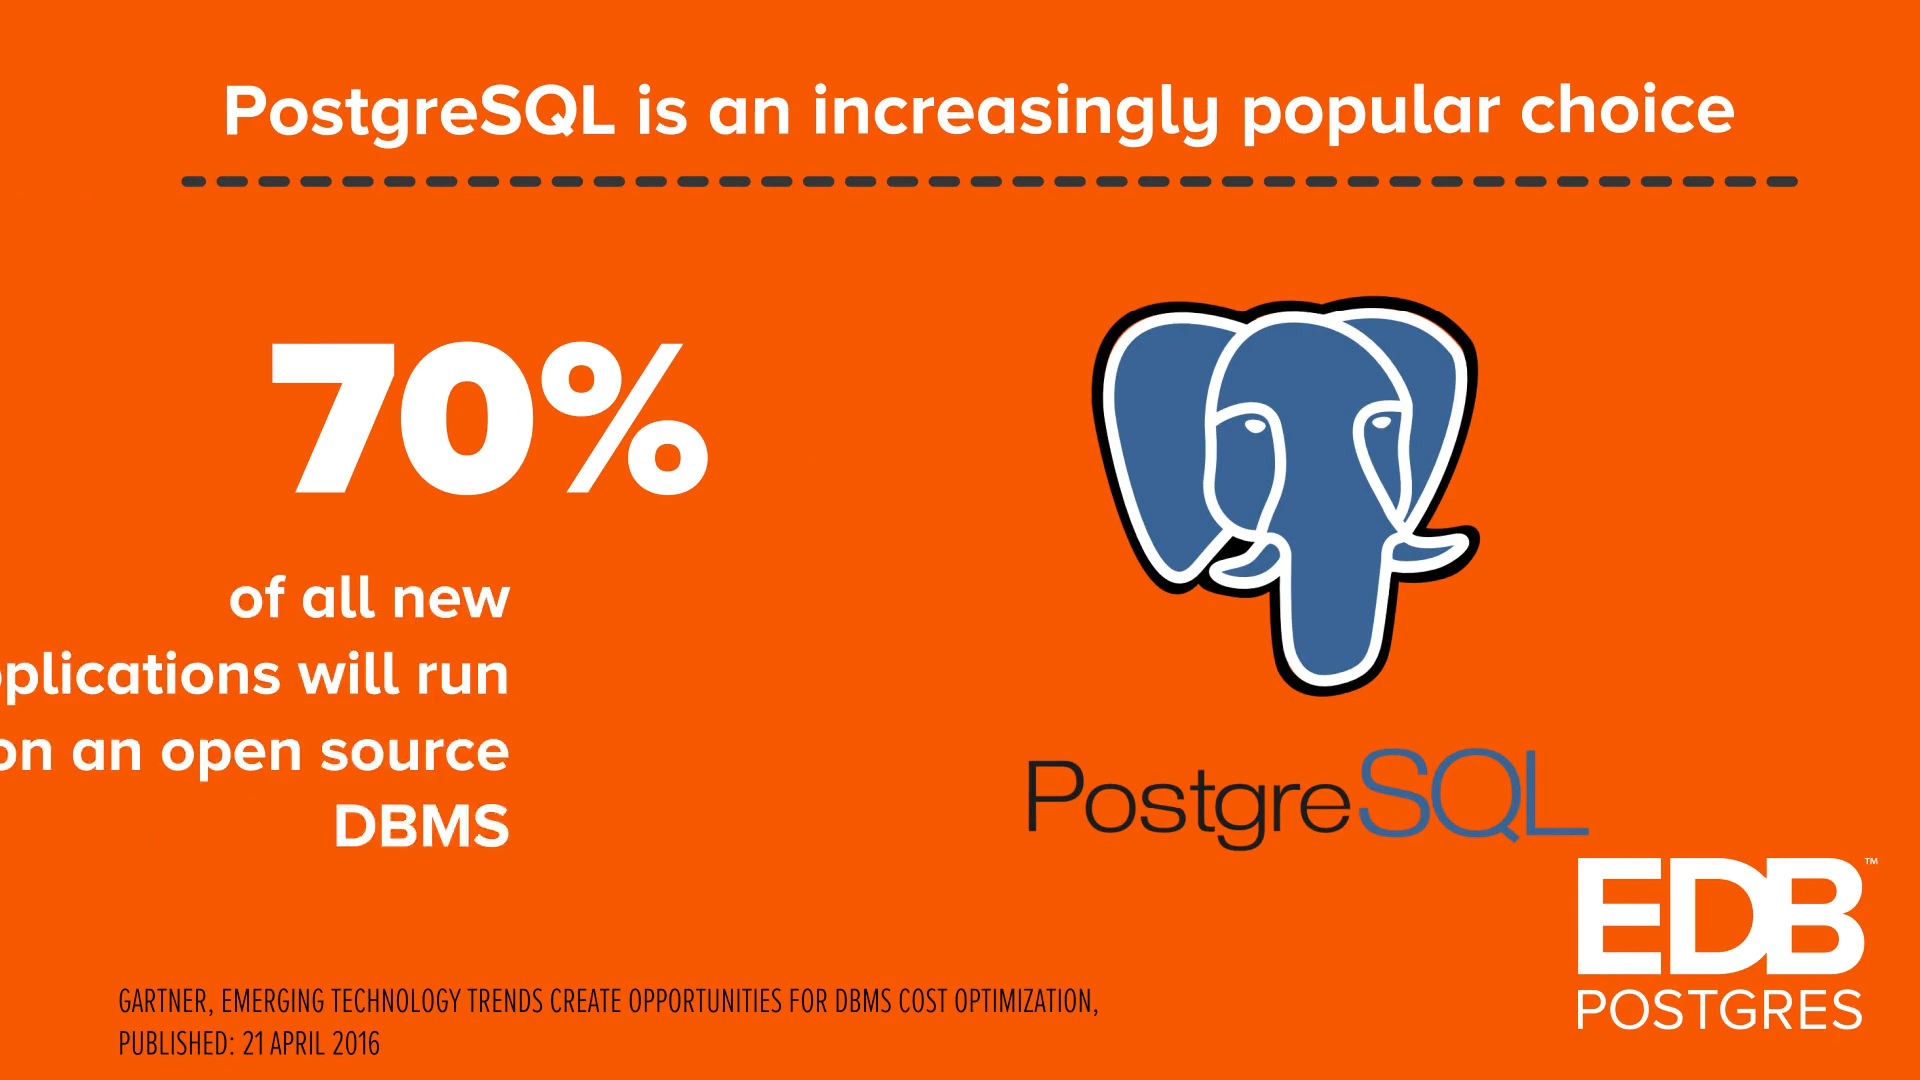 PostgreSQL is an increasingly popular choice
70%
of all new
plications will run
on an open source
DBMS
PostgreSQL
EDB™
POSTGRES
GARTNER, EMERGING TECHNOLOGY TRENDS CREATE OPPORTUNITIES FOR DBMS COST OPTIMIZATION,
PUBLISHED: 21 APRIL 2016